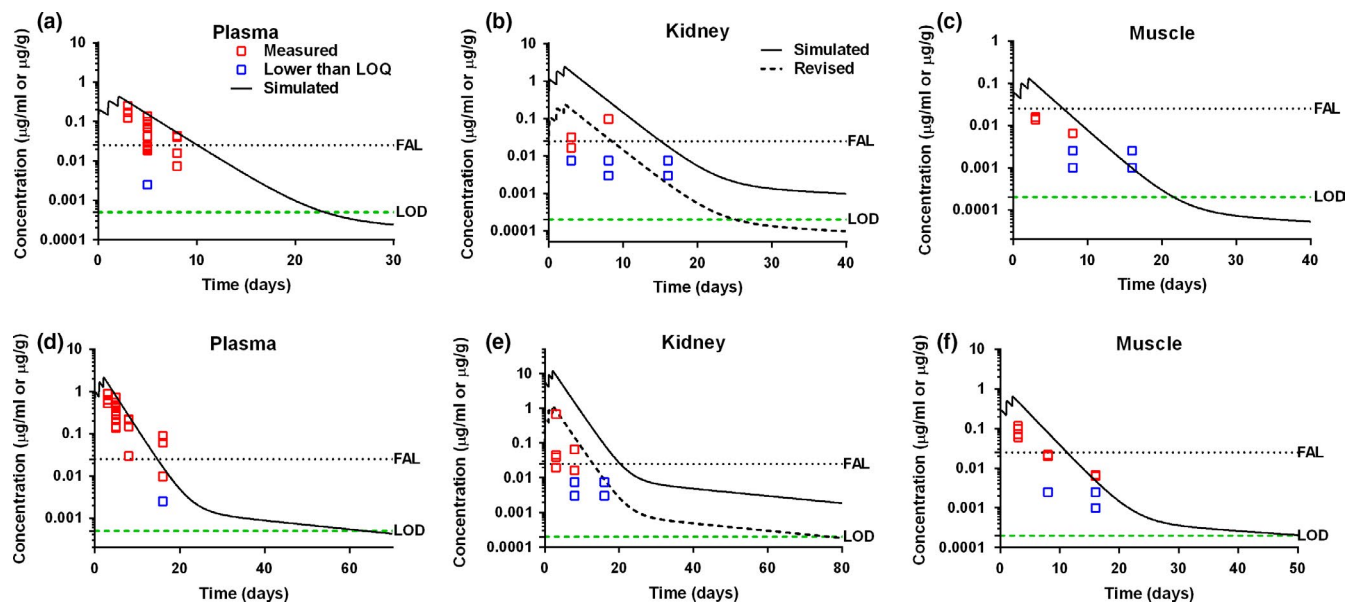 (a)
Plasma
Concentration (μg/ml or μg/g)
10
1
0.1
0.01
0.001
0.0001
Measured
Lower than LOQ
Simulated
FAL
LOD
0 10 20 30
Time (days)
(b)
Kidney
Concentration (μg/ml or μg/g)
10
1
0.1
0.01
0.001
0.0001
Simulated
Revised
FAL
LOD
0 10 20 30 40
Time (days)
(c)
Muscle
Concentration (μg/ml or μg/g)
1
0.1
0.01
0.001
0.0001
FAL
LOD
0 10 20 30 40
Time (days)
(d)
Plasma
Concentration (μg/ml or μg/g)
10
1
0.1
0.01
0.001
FAL
LOD
0 20 40 60
Time (days)
(e)
Kidney
Concentration (μg/ml or μg/g)
10
1
0.1
0.01
0.001
0.0001
FAL
LOD
0 20 40 60 80
Time (days)
(f)
Muscle
Concentration (μg/ml or μg/g)
10
1
0.1
0.01
0.001
0.0001
FAL
LOD
0 10 20 30 40 50
Time (days)